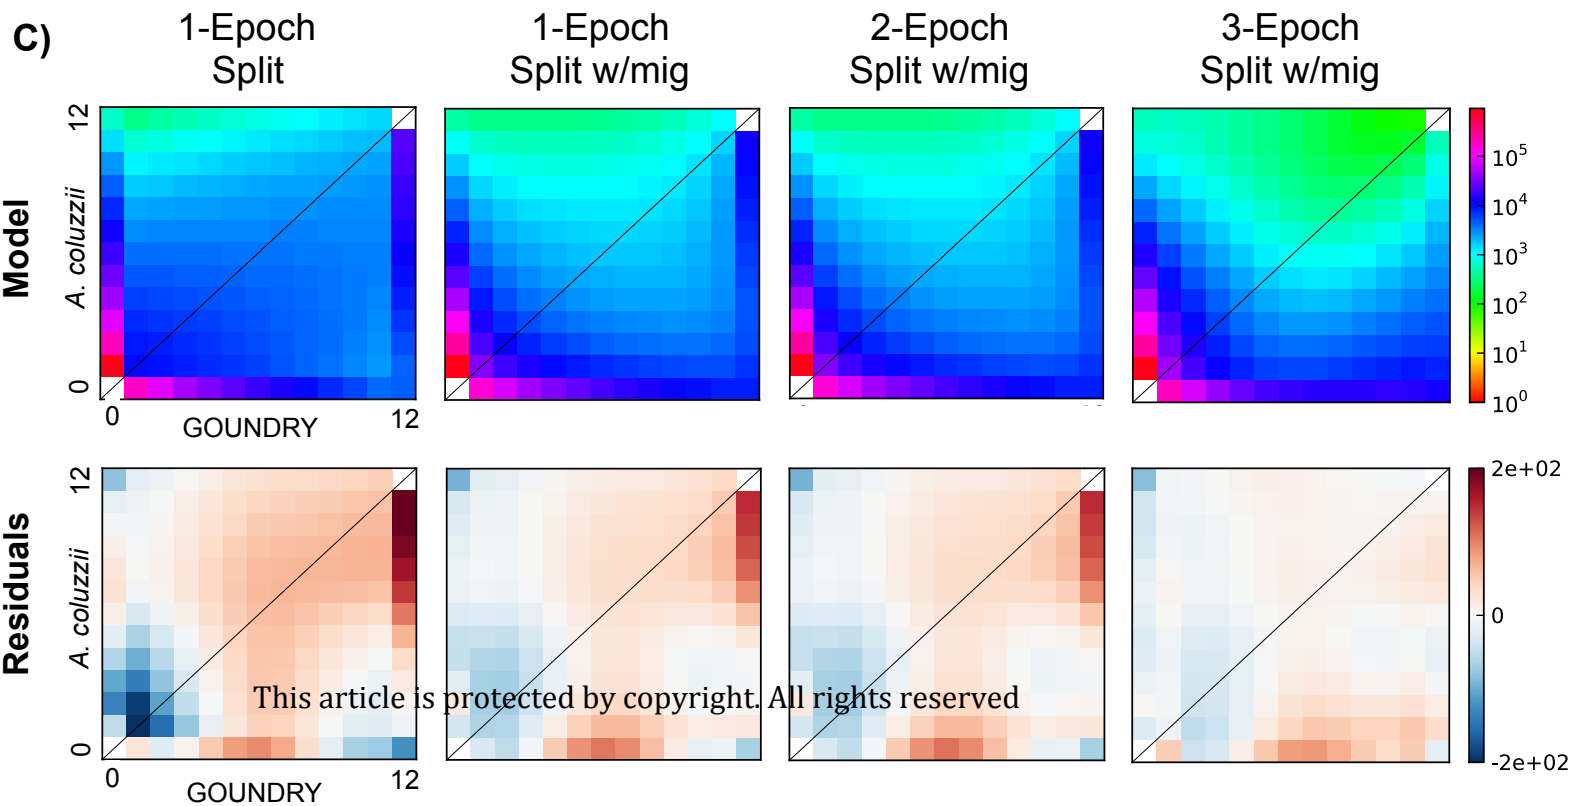 C)
1-Epoch
Split
1-Epoch
Split w/mig
2-Epoch
Split w/mig
3-Epoch
Split w/mig
Model
A. coluzzii
12
0
0
12
GOUNDRY
10^5
10^4
10^3
10^2
10^1
10^0
Residuals
A. coluzzii
12
0
0
12
GOUNDRY
2e+02
0
-2e+02
This article is protected by copyright. All rights reserved